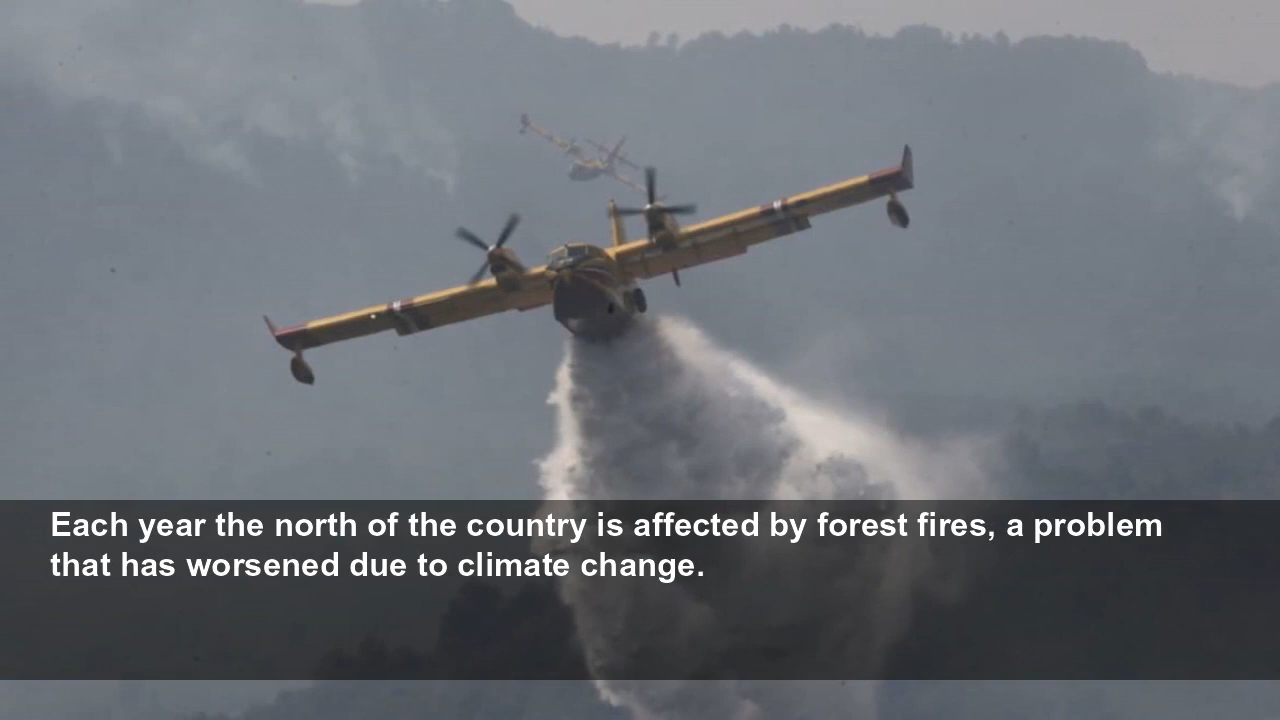 Each year the north of the country is affected by forest fires, a problem
that has worsened due to climate change.